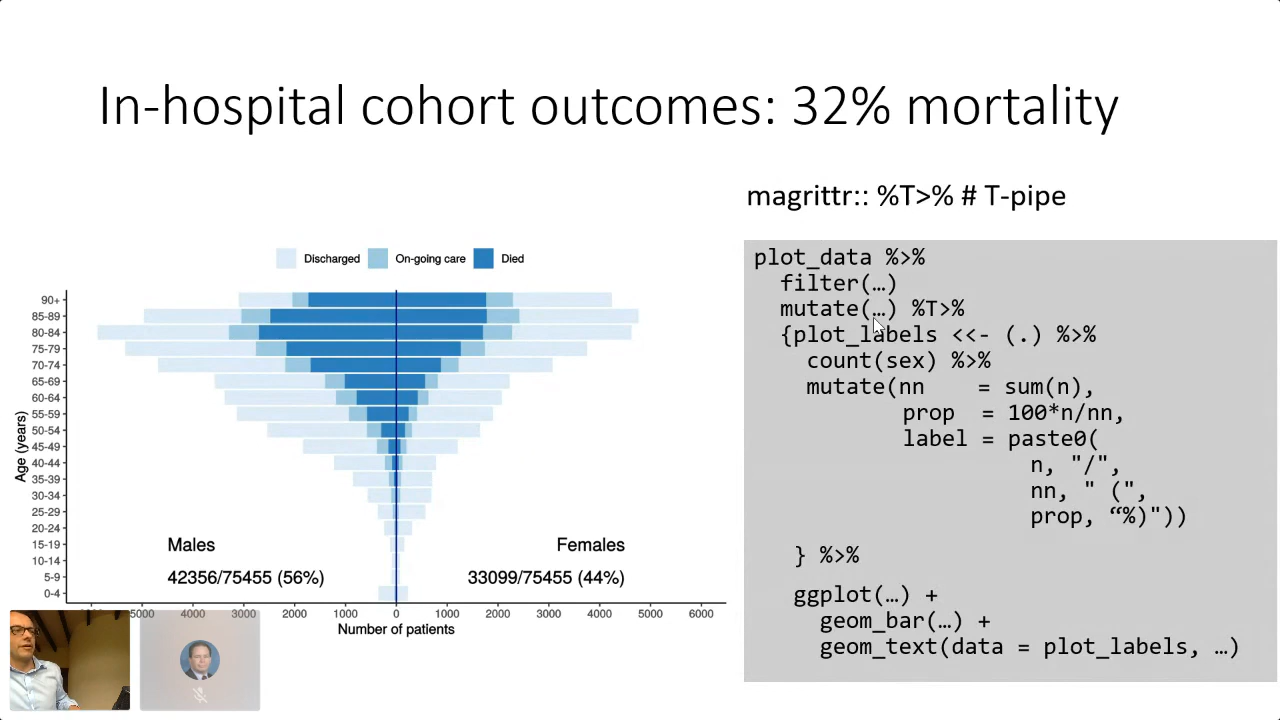 In-hospital cohort outcomes: 32% mortality
magrittr:: %T>% # T-pipe
Discharged On-going care Died
Age (years)
90+
85-89
80-84
75-79
70-74
65-69
60-64
55-59
50-54
45-49
40-44
35-39
30-34
25-29
20-24
15-19
10-14
5-9
0-4
Males Females
42356/75455 (56%) 33099/75455 (44%)
5000 4000 3000 2000 1000 0 1000 2000 3000 4000 5000 6000
Number of patients
plot_data %>%
  filter(…)
  mutate(…) %T>%
  {plot_labels <<- (.) %>%
    count(sex) %>%
    mutate(nn    = sum(n),
           prop  = 100*n/nn,
           label = paste0(
                     n, "/",
                     nn, " (",
                     prop, “%)"))
   } %>%
   ggplot(…) +
     geom_bar(…) +
     geom_text(data = plot_labels, …)